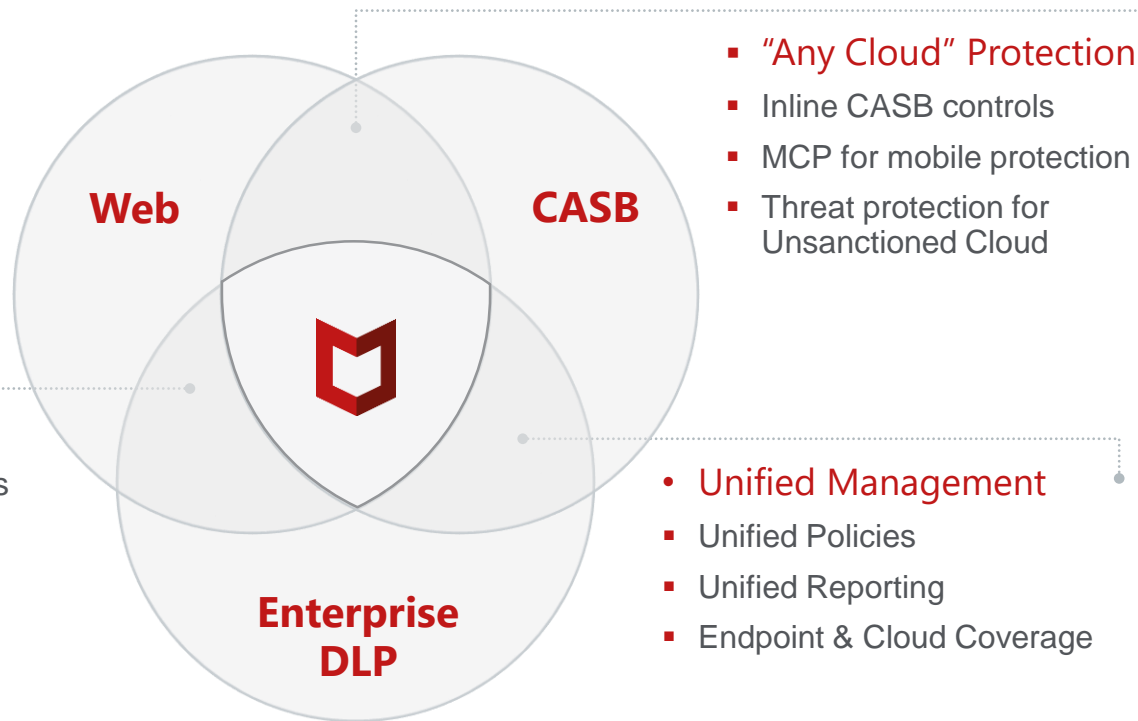 “Any Cloud” Protection
Inline CASB controls
MCP for mobile protection
Threat protection for
Unsanctioned Cloud
Web
CASB
Unified Management
Unified Policies
Unified Reporting
Endpoint & Cloud Coverage
Enterprise
DLP